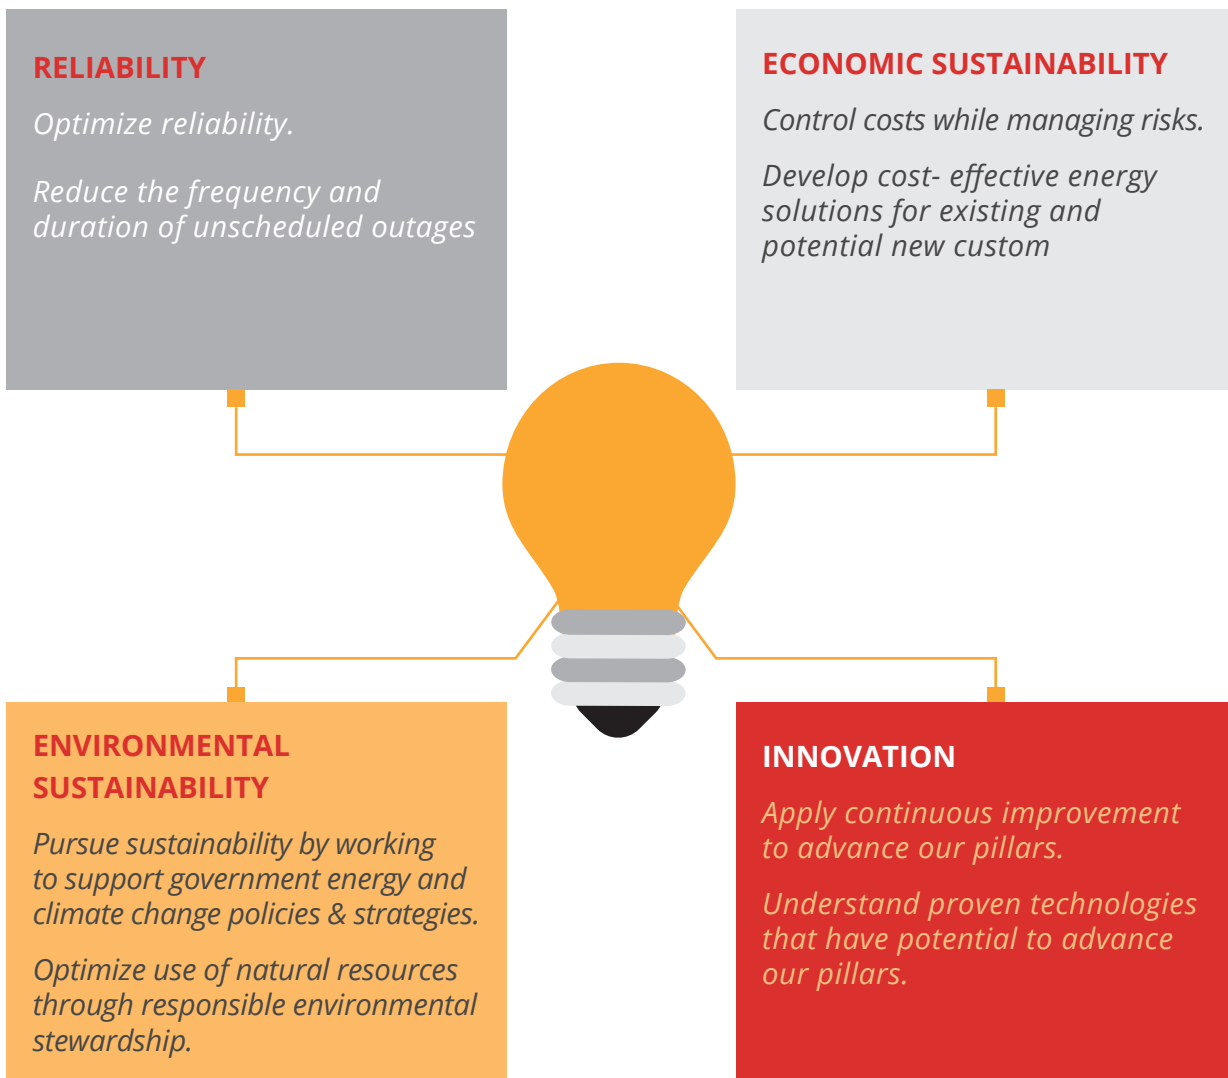 RELIABILITY
Optimize reliability.
Reduce the frequency and
duration of unscheduled outages
ECONOMIC SUSTAINABILITY
Control costs while managing risks.
Develop cost- effective energy
solutions for existing and
potential new custom
ENVIRONMENTAL
SUSTAINABILITY
Pursue sustainability by working
to support government energy and
climate change policies & strategies.
Optimize use of natural resources
through responsible environmental
stewardship.
INNOVATION
Apply continuous improvement
to advance our pillars.
Understand proven technologies
that have potential to advance
our pillars.